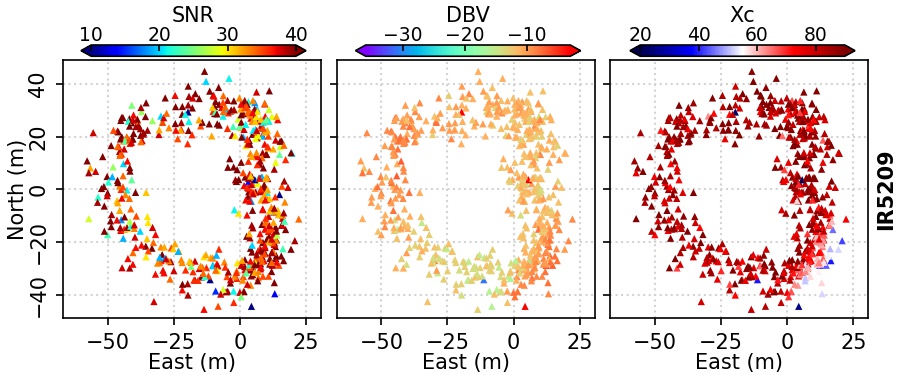 SNR DBV Xc
10 20 30 40 −30 −20 −10 20 40 60 80
North (m)
40
20
0
−20
−40
−50 −25 0 25 −50 −25 0 25 −50 −25 0 25
East (m) East (m) East (m)
IR5209